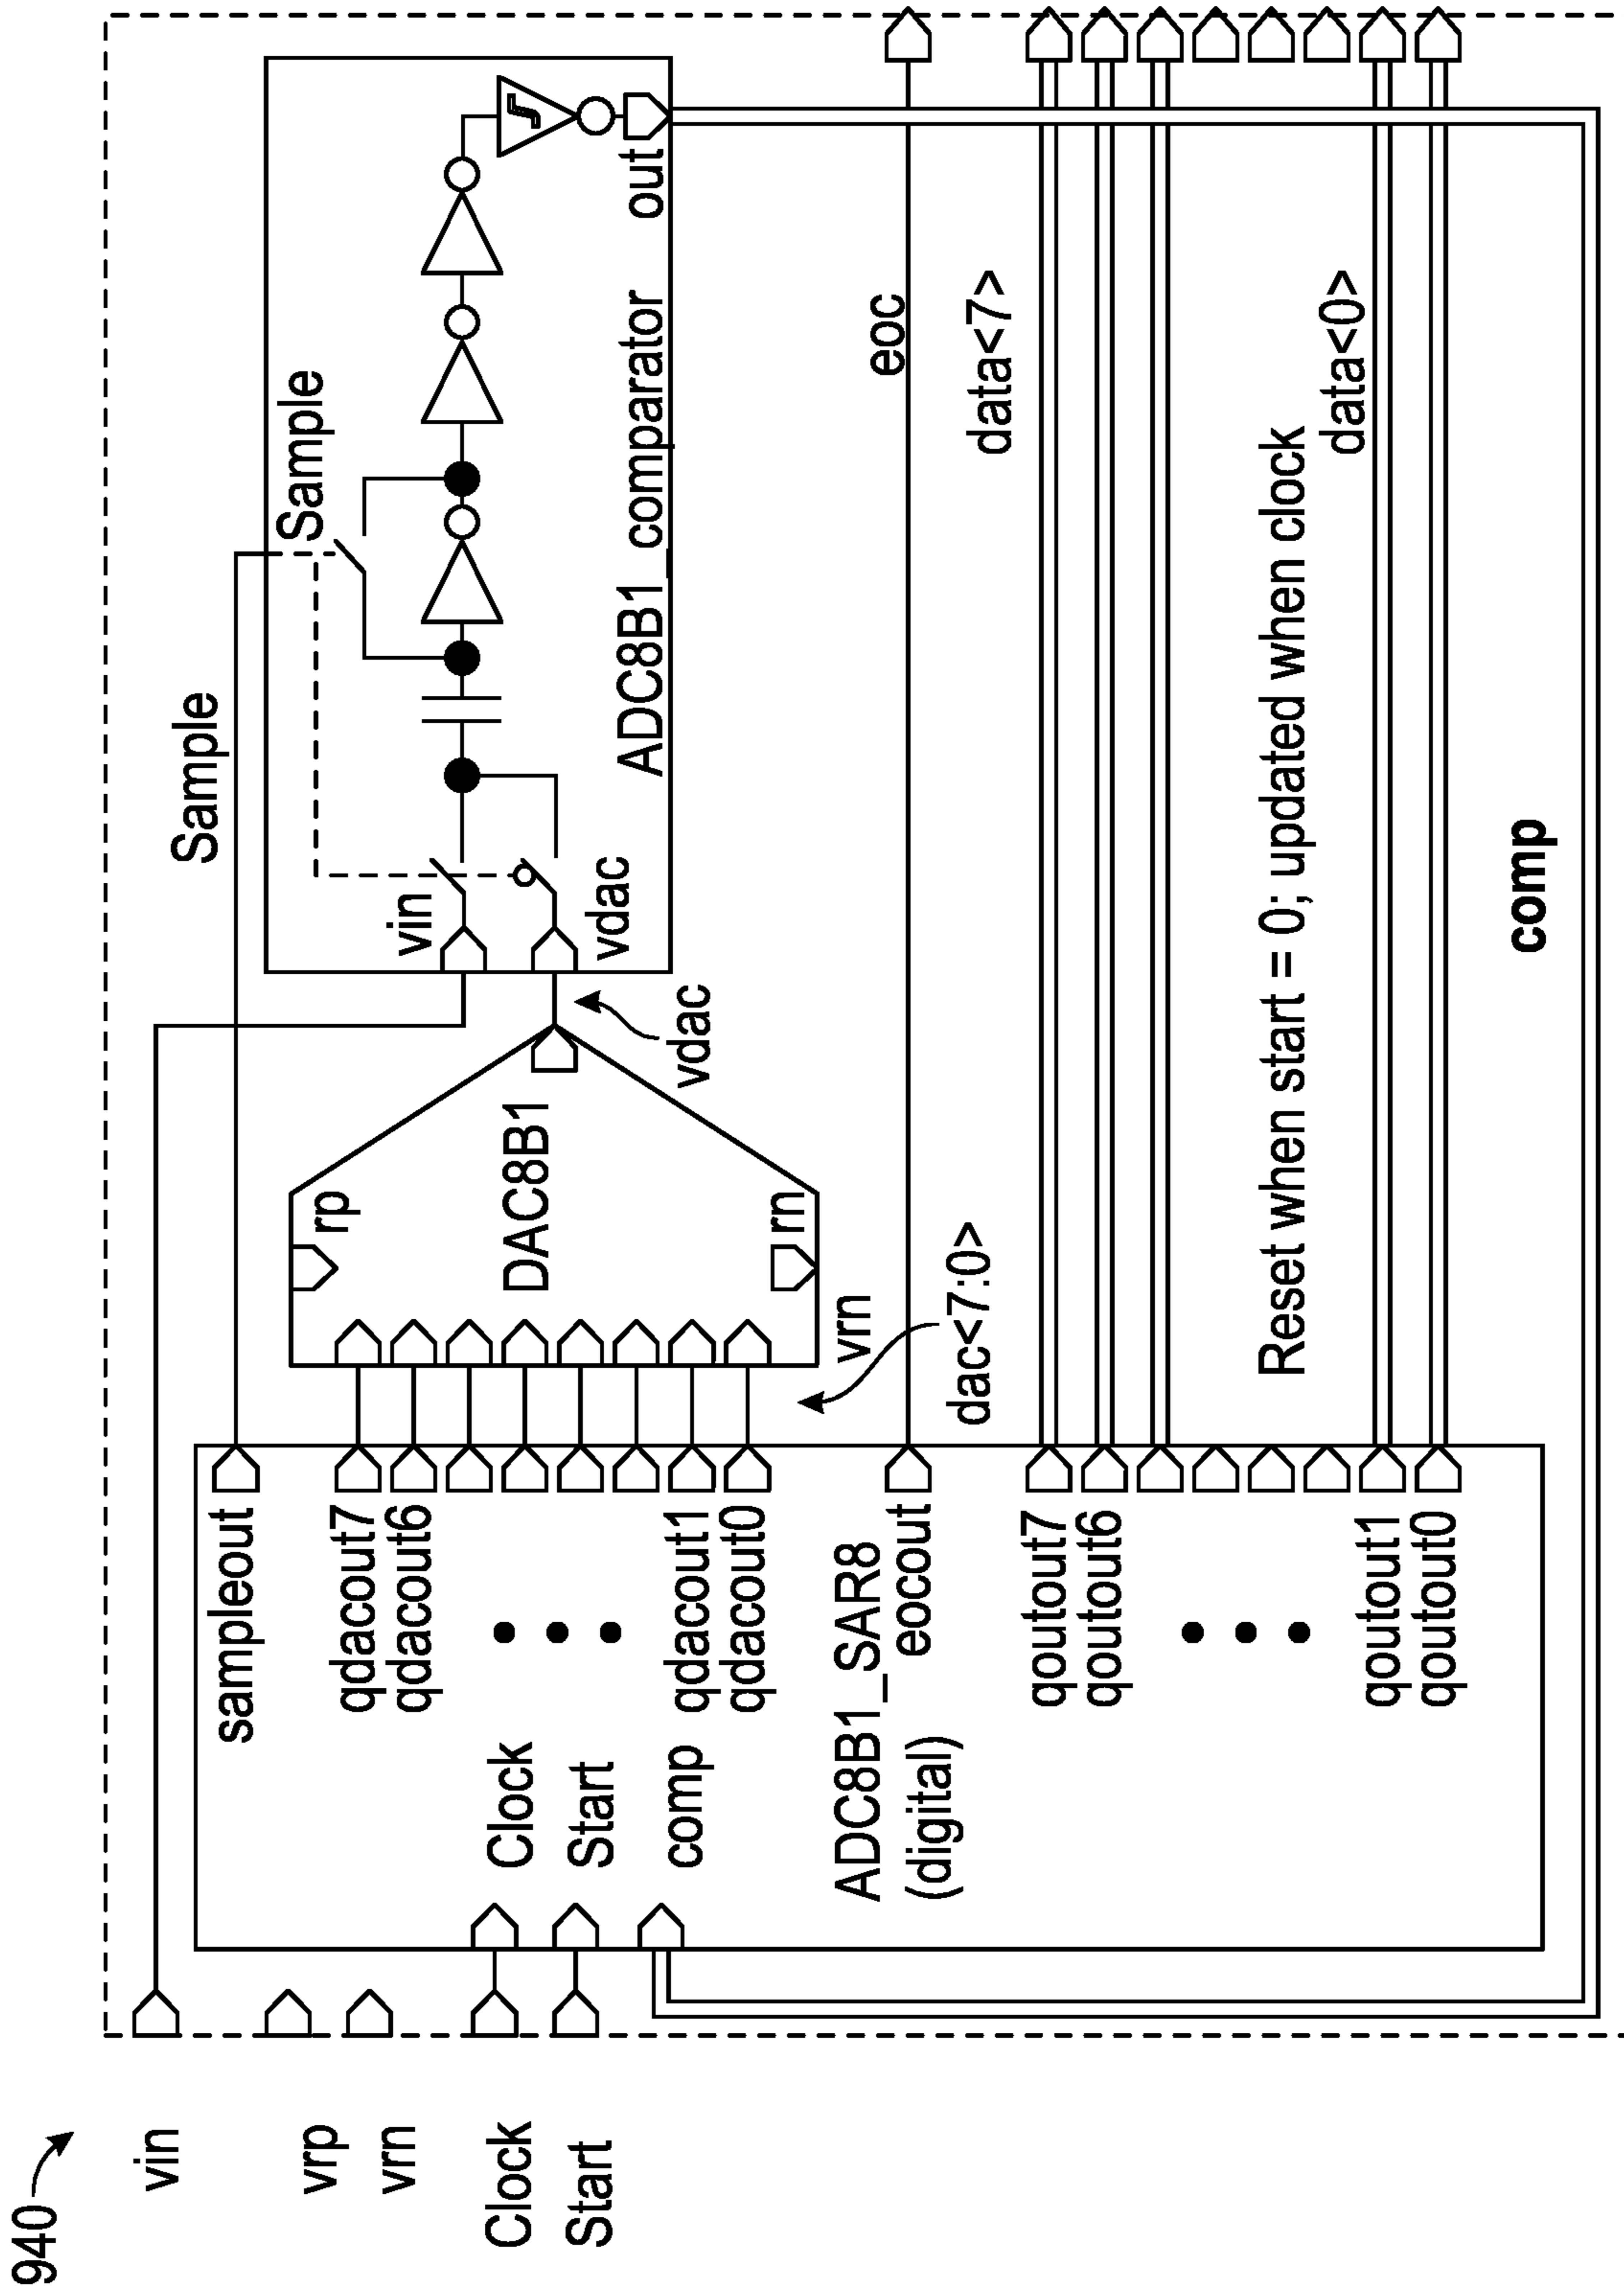 940
vin
vrp
vrn
Clock
Start
Clock
Start
comp
ADC8B1_SAR8
(digital)
sampleout
qdacout7
qdacout6
qdacout1
qdacout0
eocout
qoutout7
qoutout6
qoutout1
qoutout0
rp
DAC8B1
rn
vrn
dac<7:0>
vdac
Sample
vin
vdac
Sample
ADC8B1_comparator
out
eoc
data<7>
Reset when start = 0; updated when clock
data<0>
comp